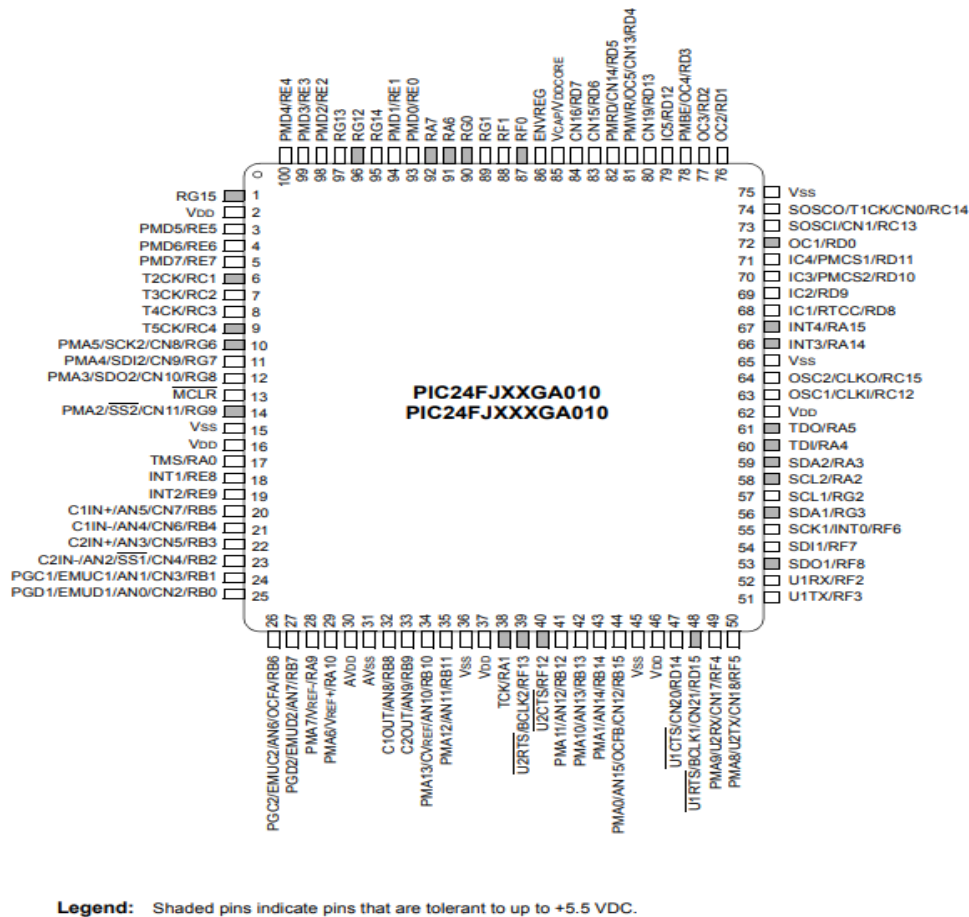 100 PMD4/RE4
99 PMD3/RE3
98 PMD2/RE2
97 RG13
96 RG12
95 RG14
94 PMD1/RE1
93 PMD0/RE0
92 RA7
91 RA6
90 RG0
89 RG1
88 RF1
87 RF0
86 ENVREG
85 VCAP/VDDCORE
84 CN16/RD7
83 CN15/RD6
82 PMRD/CN14/RD5
81 PMWR/OC5/CN13/RD4
80 CN19/RD13
79 IC5/RD12
78 PMBE/OC4/RD3
77 OC3/RD2
76 OC2/RD1
RG15 1
VDD 2
PMD5/RE5 3
PMD6/RE6 4
PMD7/RE7 5
T2CK/RC1 6
T3CK/RC2 7
T4CK/RC3 8
T5CK/RC4 9
PMA5/SCK2/CN8/RG6 10
PMA4/SDI2/CN9/RG7 11
PMA3/SDO2/CN10/RG8 12
MCLR 13
PMA2/SS2/CN11/RG9 14
VSS 15
VDD 16
TMS/RA0 17
INT1/RE8 18
INT2/RE9 19
C1IN+/AN5/CN7/RB5 20
C1IN-/AN4/CN6/RB4 21
C2IN+/AN3/CN5/RB3 22
C2IN-/AN2/SS1/CN4/RB2 23
PGC1/EMUC1/AN1/CN3/RB1 24
PGD1/EMUD1/AN0/CN2/RB0 25
PIC24FJXXGA010
PIC24FJXXXGA010
75 VSS
74 SOSCO/T1CK/CN0/RC14
73 SOSCI/CN1/RC13
72 OC1/RD0
71 IC4/PMCS1/RD11
70 IC3/PMCS2/RD10
69 IC2/RD9
68 IC1/RTCC/RD8
67 INT4/RA15
66 INT3/RA14
65 VSS
64 OSC2/CLKO/RC15
63 OSC1/CLKI/RC12
62 VDD
61 TDO/RA5
60 TDI/RA4
59 SDA2/RA3
58 SCL2/RA2
57 SCL1/RG2
56 SDA1/RG3
55 SCK1/INT0/RF6
54 SDI1/RF7
53 SDO1/RF8
52 U1RX/RF2
51 U1TX/RF3
26 PGC2/EMUC2/AN6/OCFA/RB6
27 PGD2/EMUD2/AN7/RB7
28 PMA7/VREF-/RA9
29 PMA6/VREF+/RA10
30 AVDD
31 AVSS
32 C1OUT/AN8/RB8
33 C2OUT/AN9/RB9
34 PMA13/CVREF/AN10/RB10
35 PMA12/AN11/RB11
36 VSS
37 VDD
38 TCK/RA1
39 U2RTS/BCLK2/RF13
40 U2CTS/RF12
41 PMA11/AN12/RB12
42 PMA10/AN13/RB13
43 PMA1/AN14/RB14
44 PMA0/AN15/OCFB/CN12/RB15
45 VSS
46 VDD
47 U1CTS/CN20/RD14
48 U1RTS/BCLK1/CN21/RD15
49 PMA9/U2RX/CN17/RF4
50 PMA8/U2TX/CN18/RF5
Legend: Shaded pins indicate pins that are tolerant to up to +5.5 VDC.